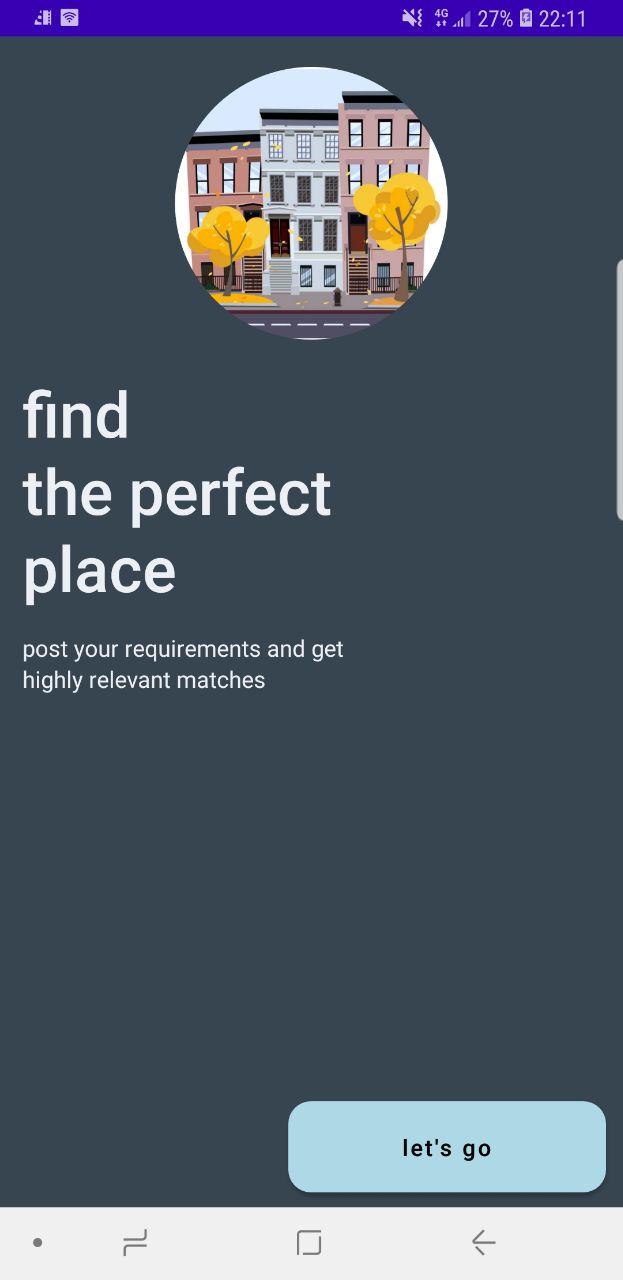 4G 27% 22:11
find
the perfect
place
post your requirements and get
highly relevant matches
let's go